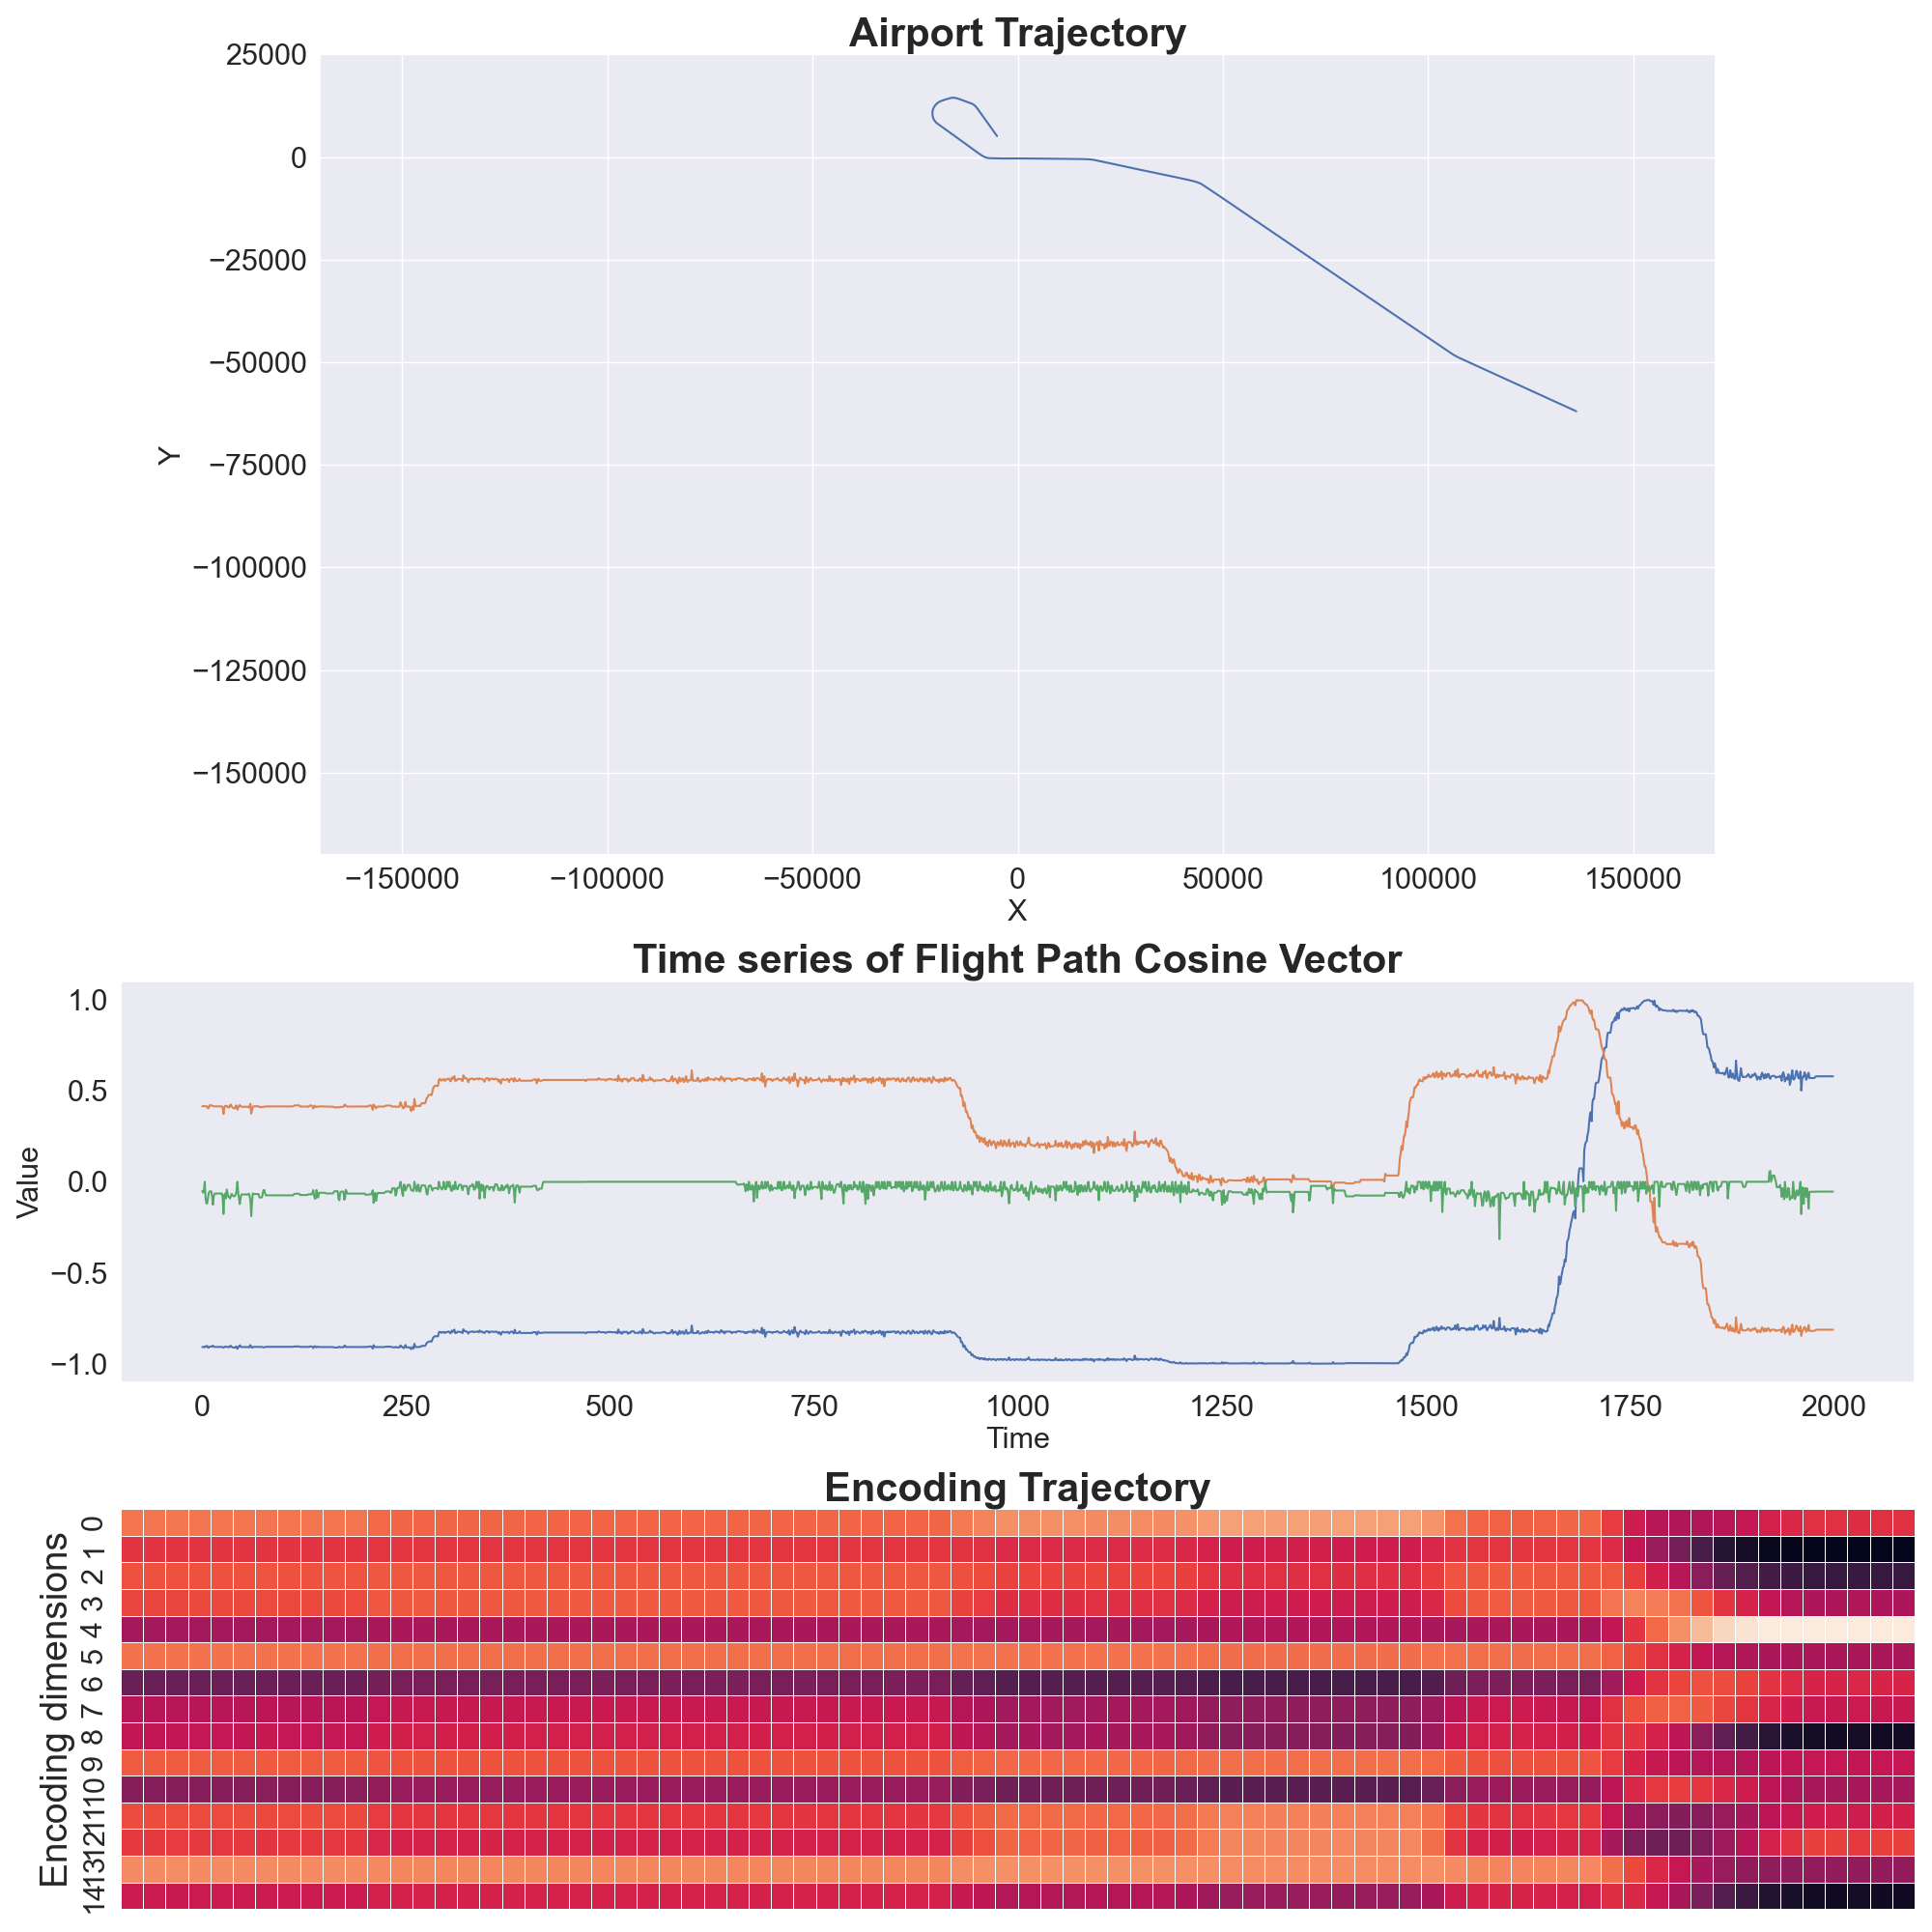 Airport Trajectory
25000
0
−25000
−50000
−75000
−100000
−125000
−150000
Y
−150000 −100000 −50000 0 50000 100000 150000
X
Time series of Flight Path Cosine Vector
1.0
0.5
0.0
−0.5
−1.0
Value
0 250 500 750 1000 1250 1500 1750 2000
Time
Encoding Trajectory
0
1
2
3
4
5
6
7
8
9
10
11
12
13
14
Encoding dimensions